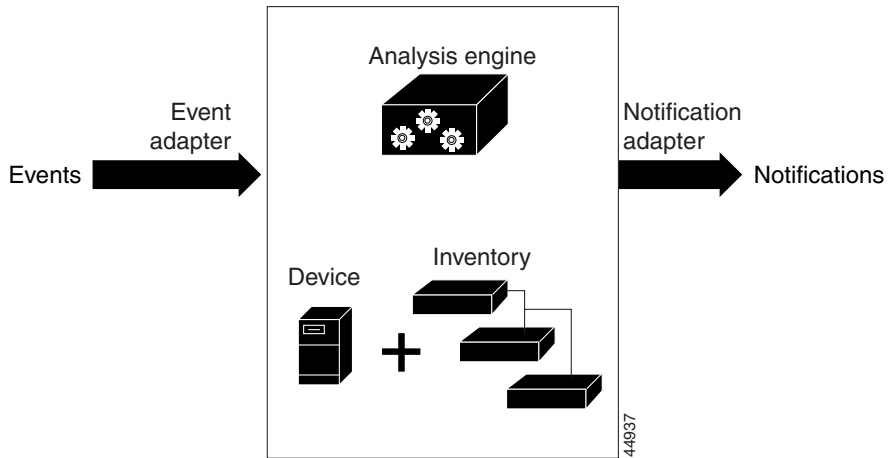 Analysis engine
Event
adapter
Notification
adapter
Events
Notifications
Inventory
Device
44937